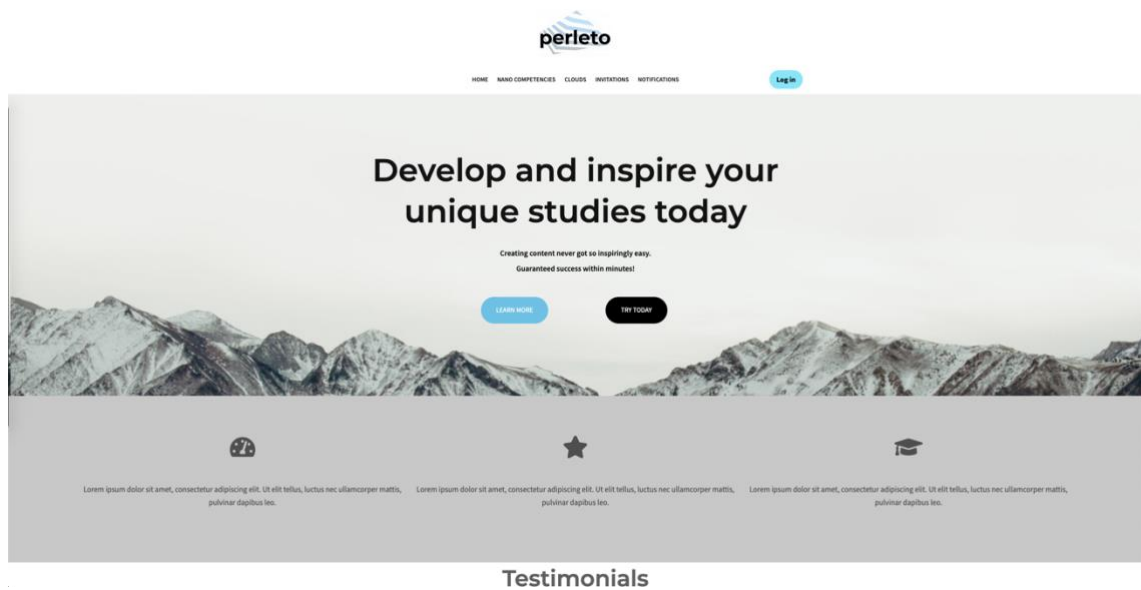 perleto
HOME NANO COMPETENCIES CLOUDS INVITATIONS NOTIFICATIONS Log in
Develop and inspire your
unique studies today
Creating content never got so inspiringly easy.
Guaranteed success within minutes!
LEARN MORE TRY TODAY
Lorem ipsum dolor sit amet, consectetur adipiscing elit. Ut elit tellus, luctus nec ullamcorper mattis,
pulvinar dapibus leo.
Lorem ipsum dolor sit amet, consectetur adipiscing elit. Ut elit tellus, luctus nec ullamcorper mattis,
pulvinar dapibus leo.
Lorem ipsum dolor sit amet, consectetur adipiscing elit. Ut elit tellus, luctus nec ullamcorper mattis,
pulvinar dapibus leo.
Testimonials